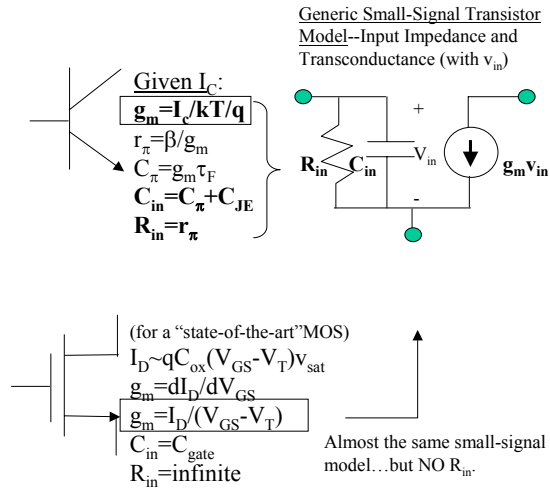 Generic Small-Signal Transistor
Model--Input Impedance and
Transconductance (with v_in)
Given I_C:
g_m=I_c/kT/q
r_π=β/g_m
C_π=g_mτ_F
C_in=C_π+C_JE
R_in=r_π
+
R_in
C_in
V_in
g_mv_in
-
(for a “state-of-the-art”MOS)
I_D~qC_ox(V_GS-V_T)v_sat
g_m=dI_D/dV_GS
g_m=I_D/(V_GS-V_T)
C_in=C_gate
R_in=infinite
Almost the same small-signal
model…but NO R_in.